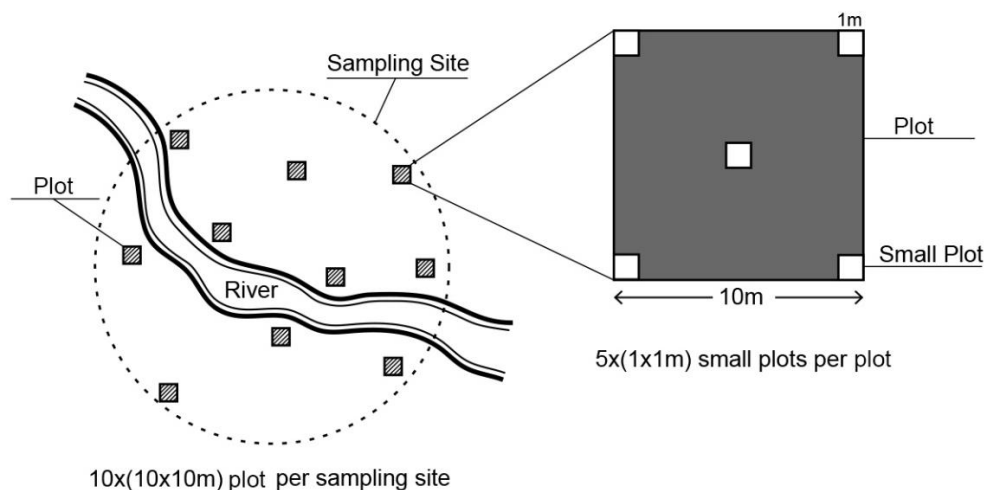 1m
Sampling Site
Plot
Plot
Small Plot
River
10m
5x(1x1m) small plots per plot
10x(10x10m) plot per sampling site